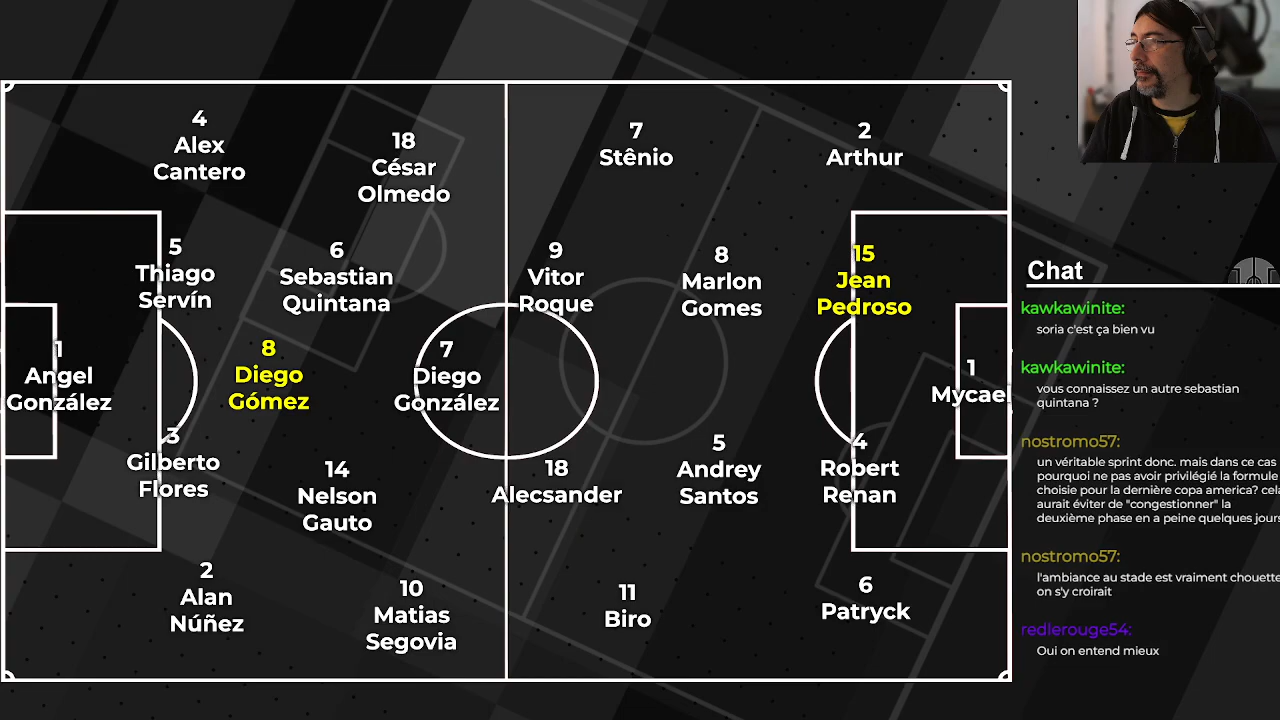 4
Alex
Cantero
18
César
Olmedo
5
Thiago
Servín
6
Sebastian
Quintana
1
Angel
González
8
Diego
Gómez
7
Diego
González
3
Gilberto
Flores
14
Nelson
Gauto
2
Alan
Núñez
10
Matias
Segovia
7
Stênio
2
Arthur
9
Vitor
Roque
8
Marlon
Gomes
15
Jean
Pedroso
1
Mycael
18
Alecsander
5
Andrey
Santos
4
Robert
Renan
11
Biro
6
Patryck
Chat
kawkawinite:
soria c'est ça bien vu
kawkawinite:
vous connaissez un autre sebastian
quintana ?
nostromo57:
un véritable sprint donc. mais dans ce cas
pourquoi ne pas avoir privilégié la formule
choisie pour la dernière copa america? cela
aurait éviter de "congestionner" la
deuxième phase en a peine quelques jours
nostromo57:
l'ambiance au stade est vraiment chouette
on s'y croirait
redlerouge54:
Oui on entend mieux